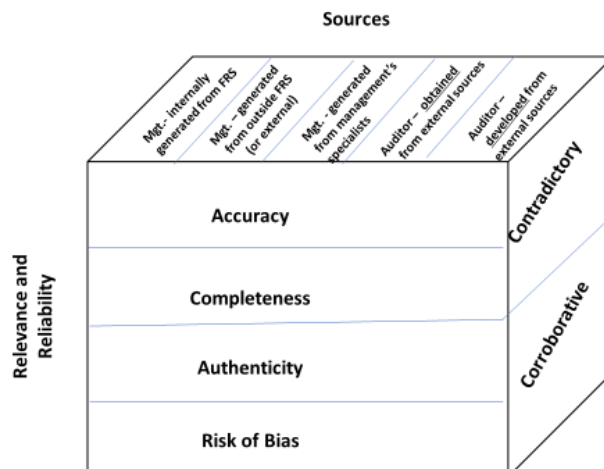 Sources
Mgt.- internally
generated from FRS
Mgt. – generated
from outside FRS
(or external)
Mgt. - generated
from management's
specialists
Auditor – obtained
from external sources
Auditor –
developed from
external sources
Relevance and
Reliability
Accuracy
Completeness
Authenticity
Risk of Bias
Contradictory
Corroborative